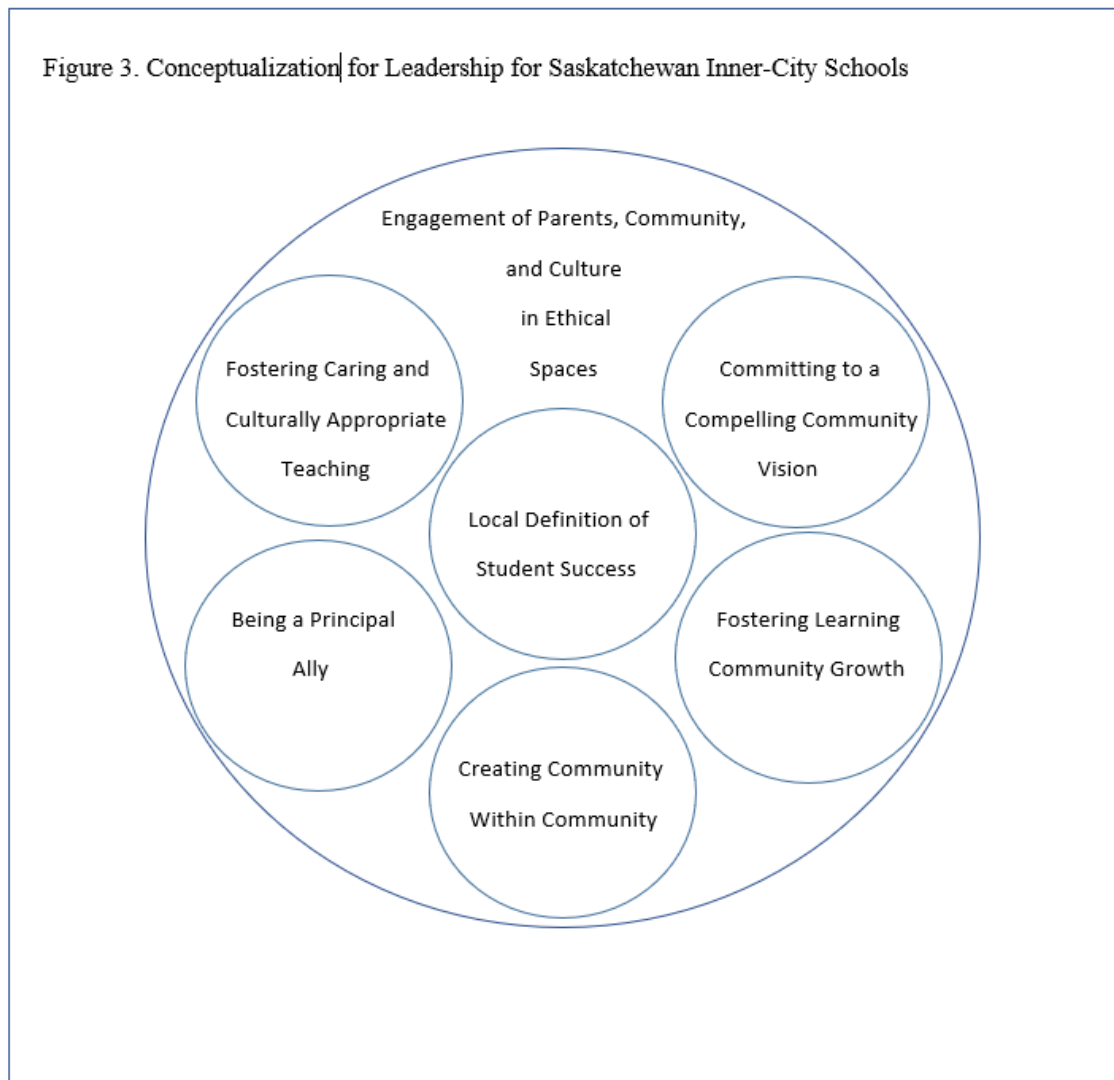 Figure 3. Conceptualization for Leadership for Saskatchewan Inner-City Schools
Engagement of Parents, Community,
and Culture
in Ethical
Spaces
Fostering Caring and
Culturally Appropriate
Teaching
Committing to a
Compelling Community
Vision
Local Definition of
Student Success
Being a Principal
Ally
Fostering Learning
Community Growth
Creating Community
Within Community